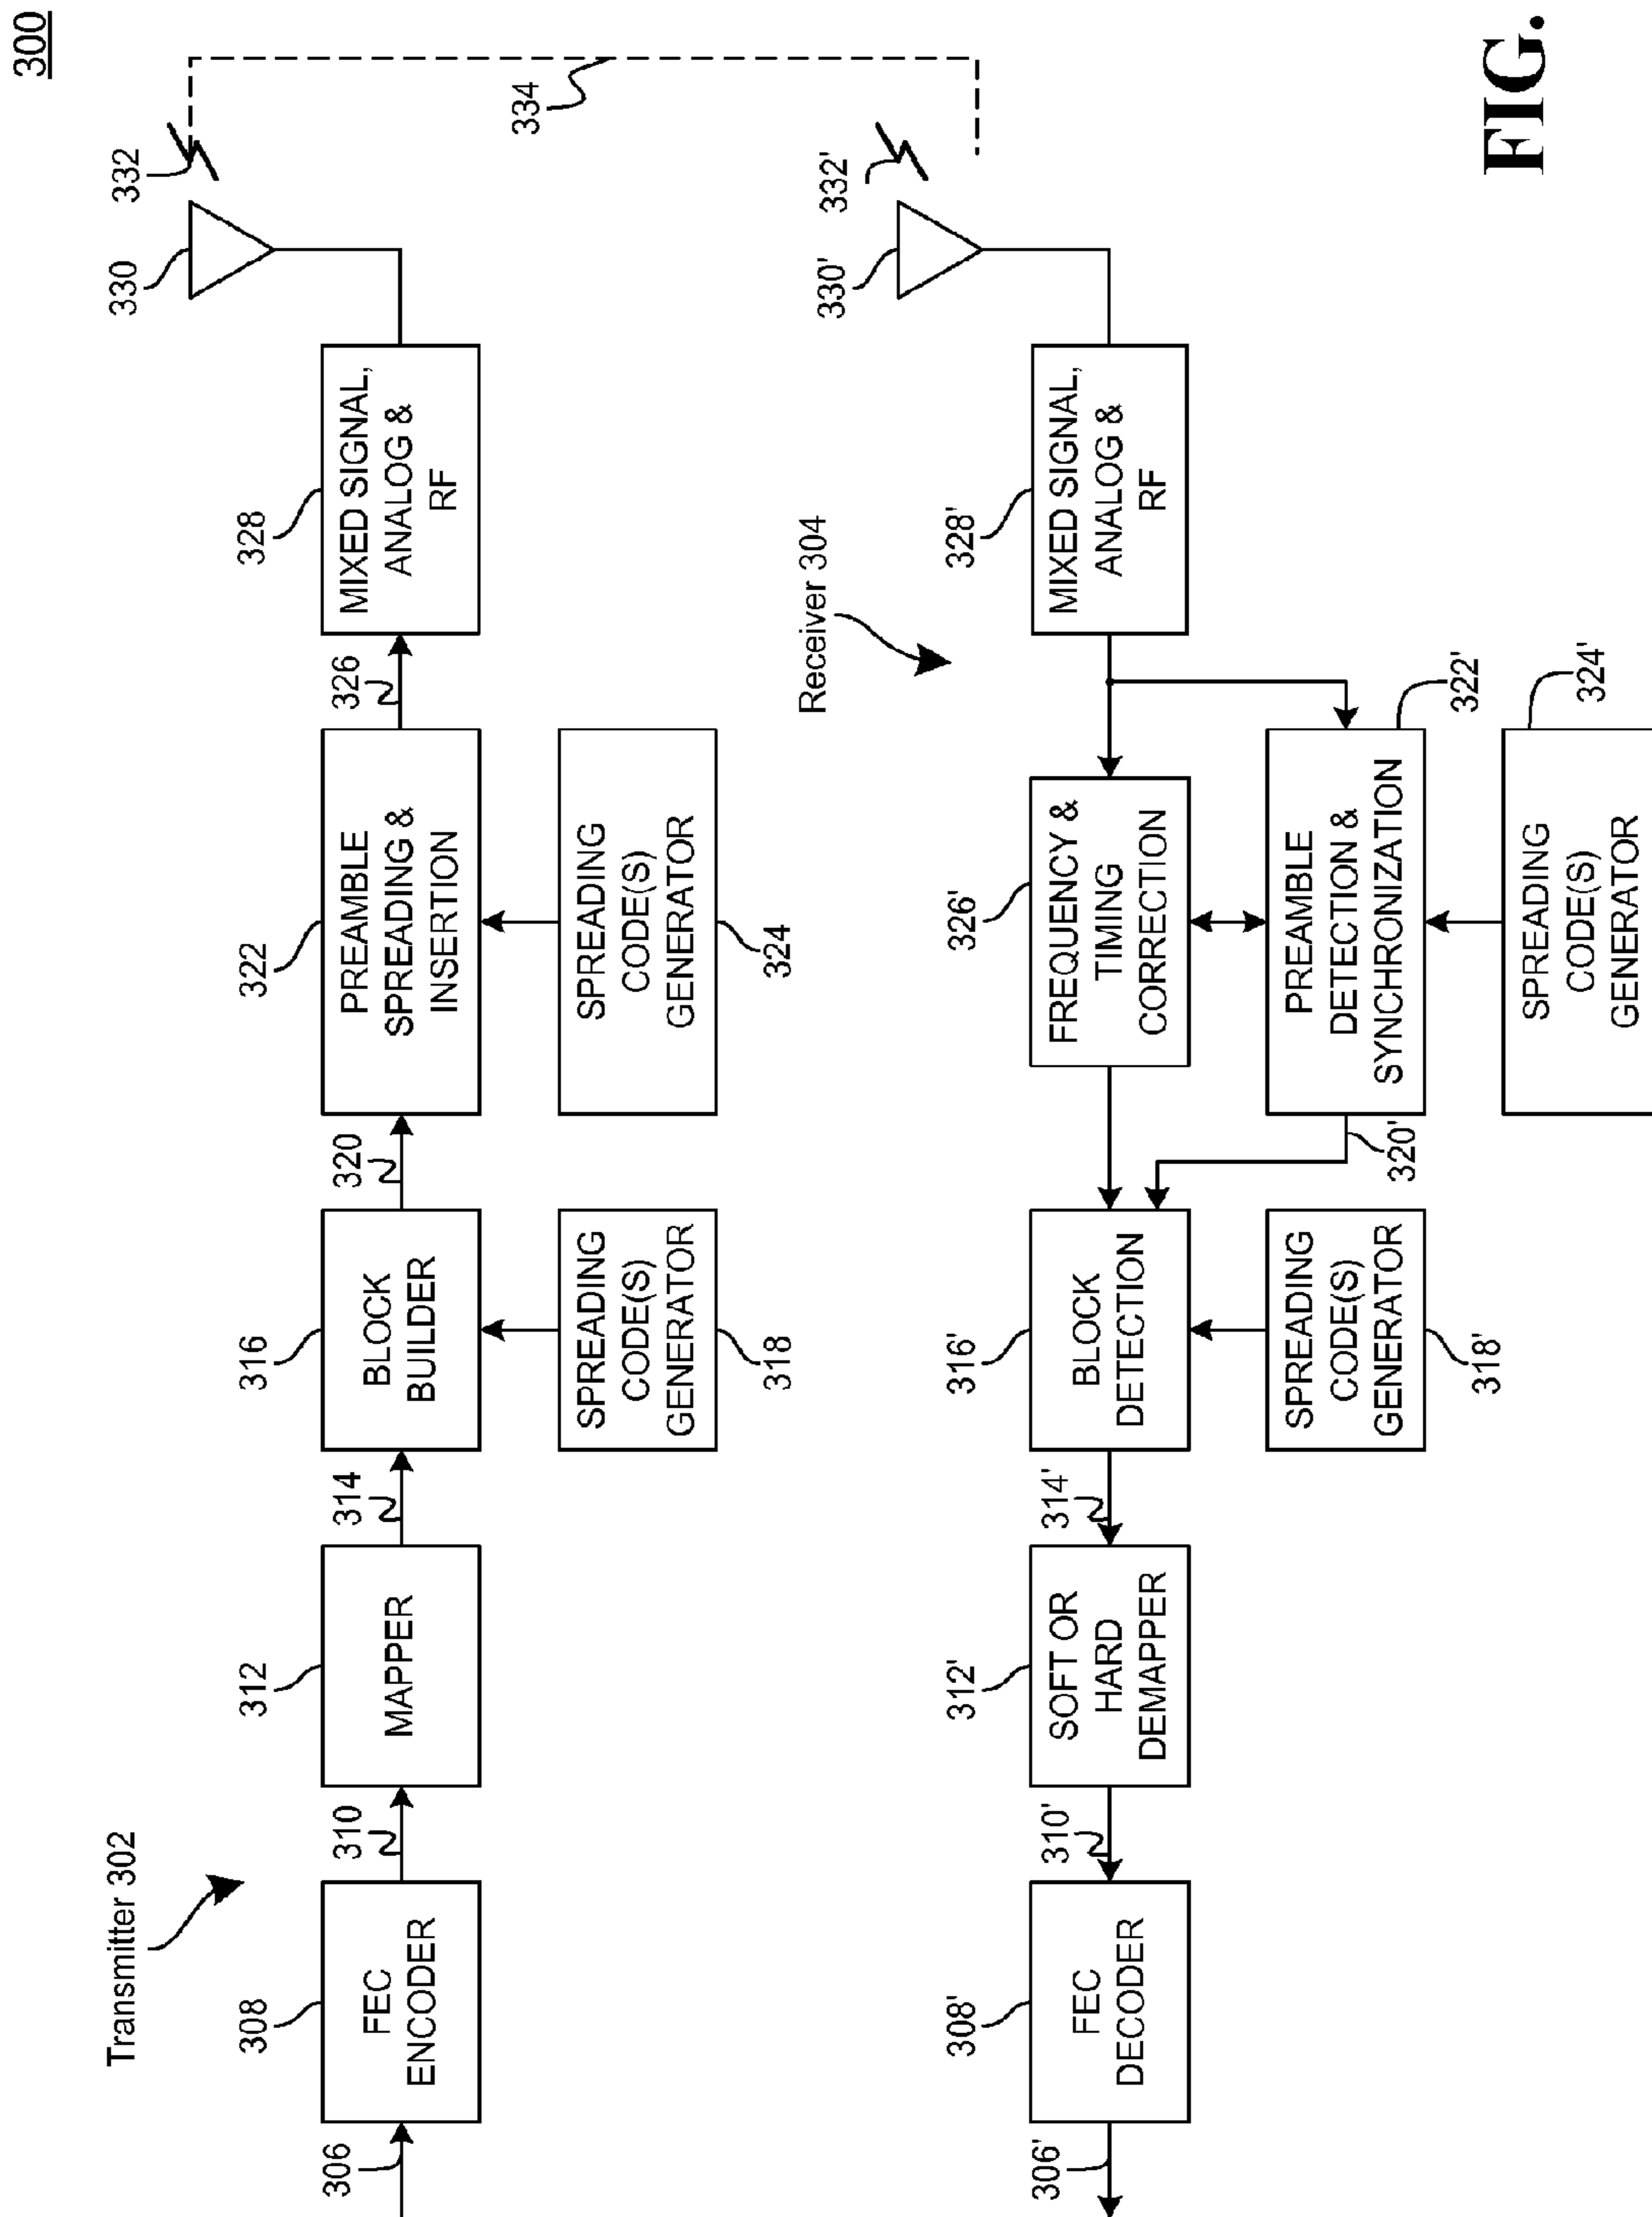 300
Transmitter 302
306
308
FEC
ENCODER
310
312
MAPPER
314
316
BLOCK
BUILDER
318
SPREADING
CODE(S)
GENERATOR
320
322
PREAMBLE
SPREADING &
INSERTION
324
SPREADING
CODE(S)
GENERATOR
326
328
MIXED SIGNAL,
ANALOG &
RF
330
332
334
Receiver 304
306'
308'
FEC
DECODER
310'
312'
SOFT OR
HARD
DEMAPPER
314'
316'
BLOCK
DETECTION
318'
SPREADING
CODE(S)
GENERATOR
320'
326'
FREQUENCY &
TIMING
CORRECTION
322'
PREAMBLE
DETECTION &
SYNCHRONIZATION
324'
SPREADING
CODE(S)
GENERATOR
328'
MIXED SIGNAL,
ANALOG &
RF
330'
332'
FIG.